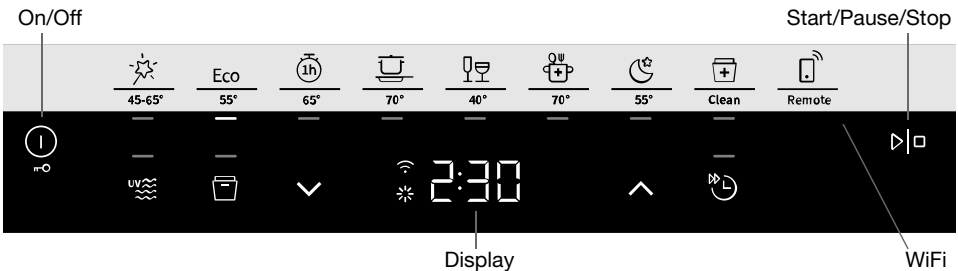 On/Off
Start/Pause/Stop
1h
Eco
45-65°
55°
65°
70°
40°
70°
55°
Clean
Remote
UV
2:30
Display
WiFi